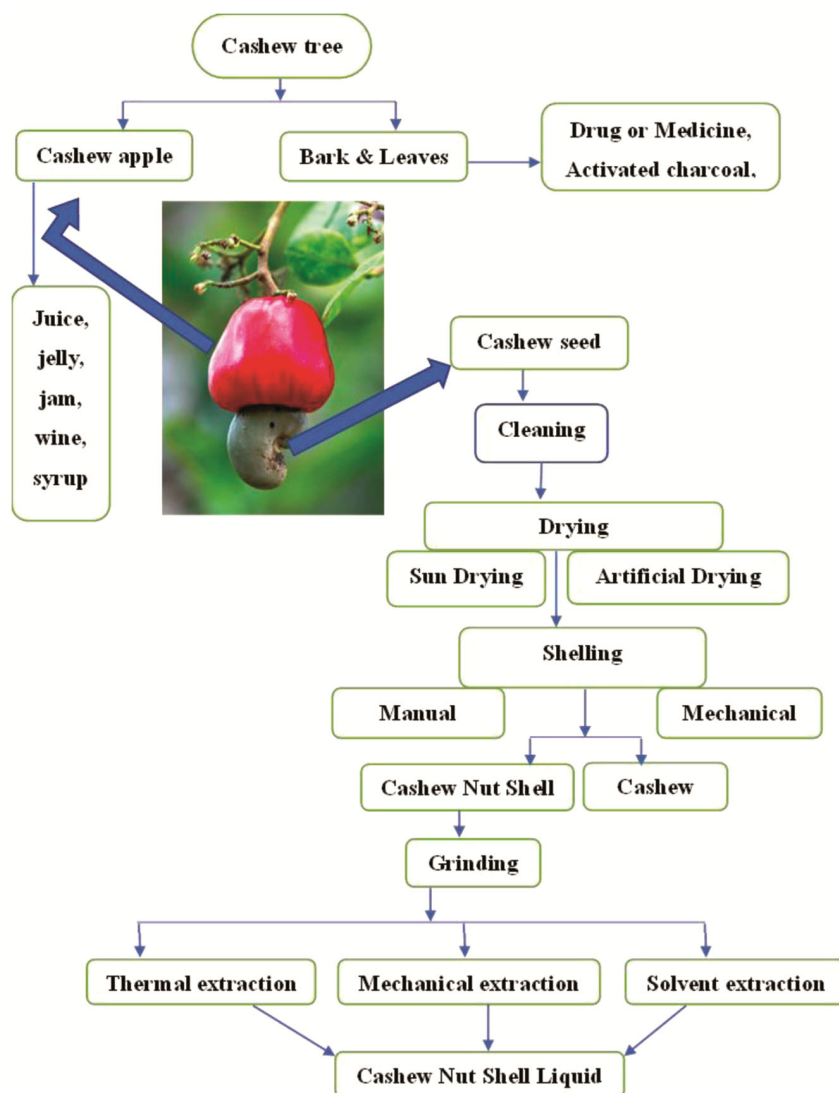 Cashew tree
Cashew apple
Bark & Leaves
Drug or Medicine,
Activated charcoal,
Juice,
jelly,
jam,
wine,
syrup
Cashew seed
Cleaning
Drying
Sun Drying
Artificial Drying
Shelling
Manual
Mechanical
Cashew Nut Shell
Cashew
Grinding
Thermal extraction
Mechanical extraction
Solvent extraction
Cashew Nut Shell Liquid